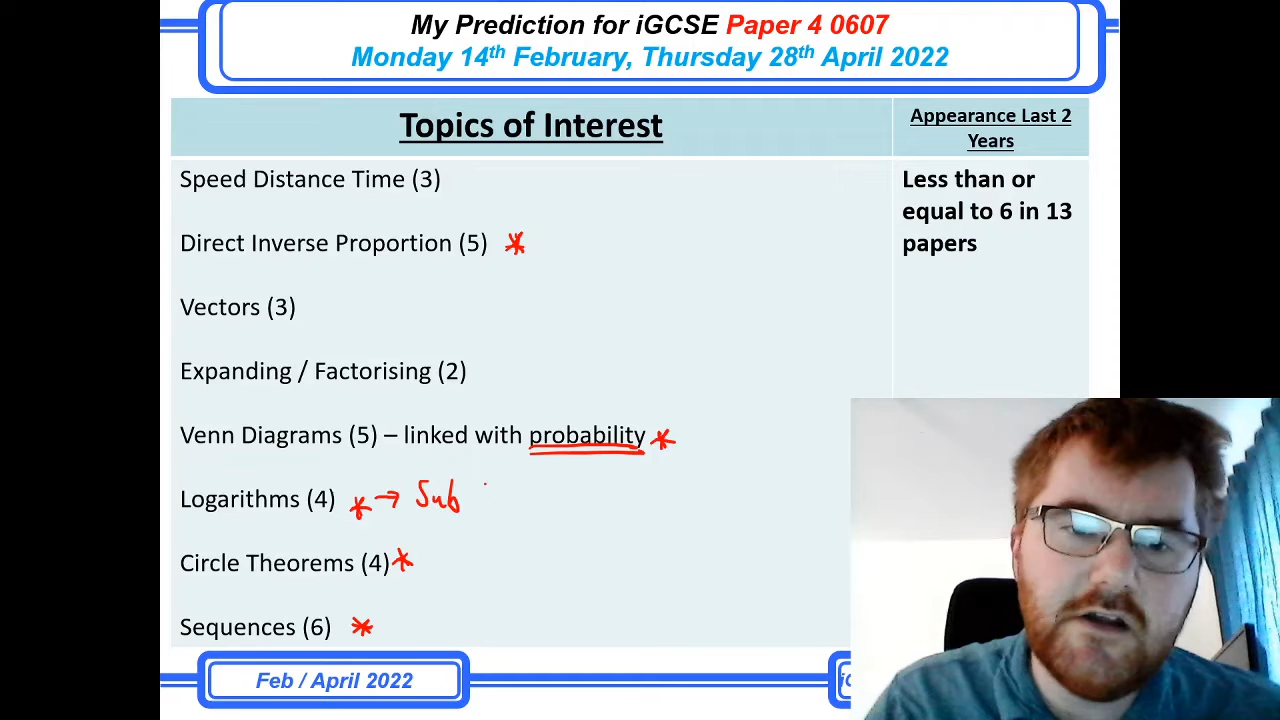 My Prediction for iGCSE Paper 4 0607
Monday 14th February, Thursday 28th April 2022
Topics of Interest
Appearance Last 2
Years
Speed Distance Time (3)
Direct Inverse Proportion (5) *
Vectors (3)
Expanding / Factorising (2)
Venn Diagrams (5) – linked with probability *
Logarithms (4) * → Sub
Circle Theorems (4) *
Sequences (6) *
Less than or
equal to 6 in 13
papers
Feb / April 2022